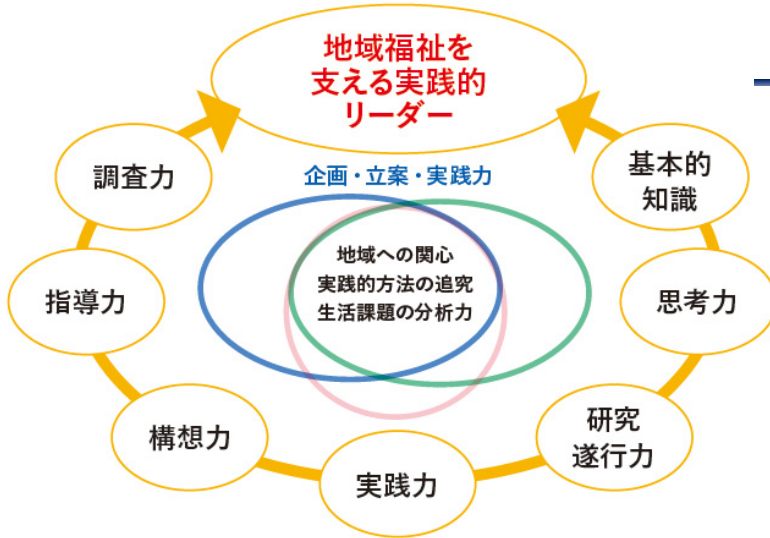 地域福祉を
支える実践的
リーダー
企画・立案・実践力
地域への関心
実践的方法の追究
生活課題の分析力
調査力
指導力
構想力
実践力
研究
遂行力
思考力
基本的
知識